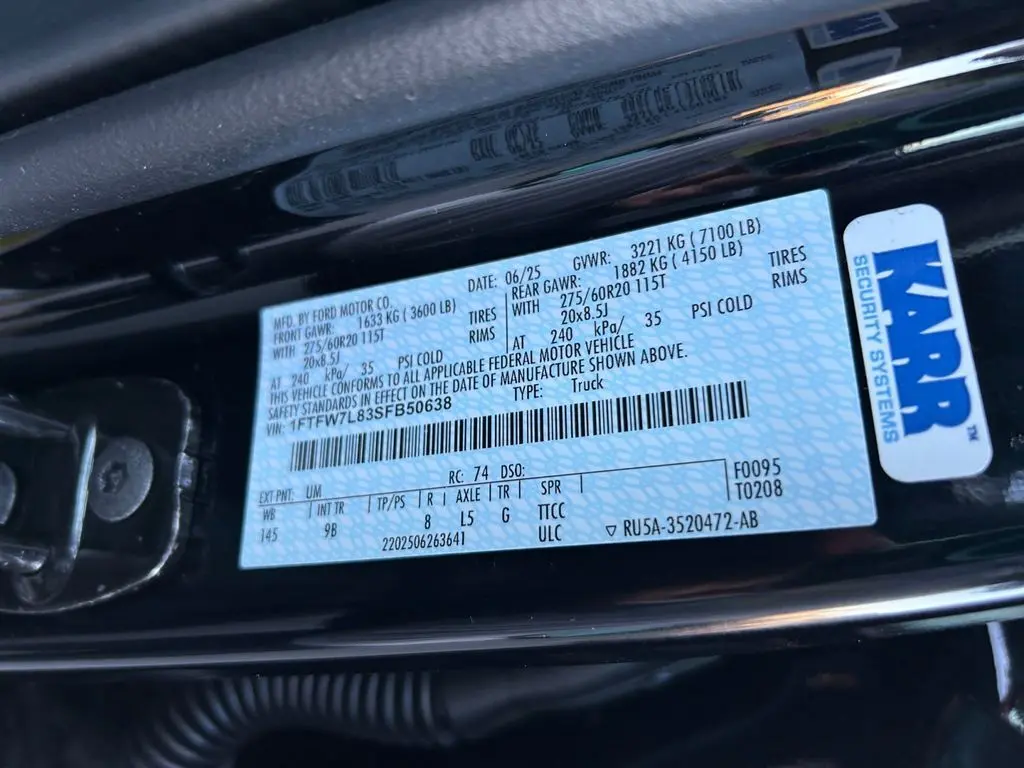 MFD. BY FORD MOTOR CO.
DATE: 06/25
GVWR: 3221 KG ( 7100 LB)
FRONT GAWR: 1633 KG ( 3600 LB)
WITH 275/60R20 115T TIRES
20x8.5J RIMS
AT 240 kPa/ 35 PSI COLD
REAR GAWR: 1882 KG ( 4150 LB)
WITH 275/60R20 115T TIRES
20x8.5J RIMS
AT 240 kPa/ 35 PSI COLD
THIS VEHICLE CONFORMS TO ALL APPLICABLE FEDERAL MOTOR VEHICLE
SAFETY STANDARDS IN EFFECT ON THE DATE OF MANUFACTURE SHOWN ABOVE.
VIN: 1FTFW7L83SFB50638
TYPE: Truck
EXT PNT: UM RC: 74 DSO:
WB INT TR TP/PS R AXLE TR SPR
145 9B 8 L5 G TTCC
2202506263641 ULC
F0095
T0208
RU5A-3520472-AB
KARR™
SECURITY SYSTEMS